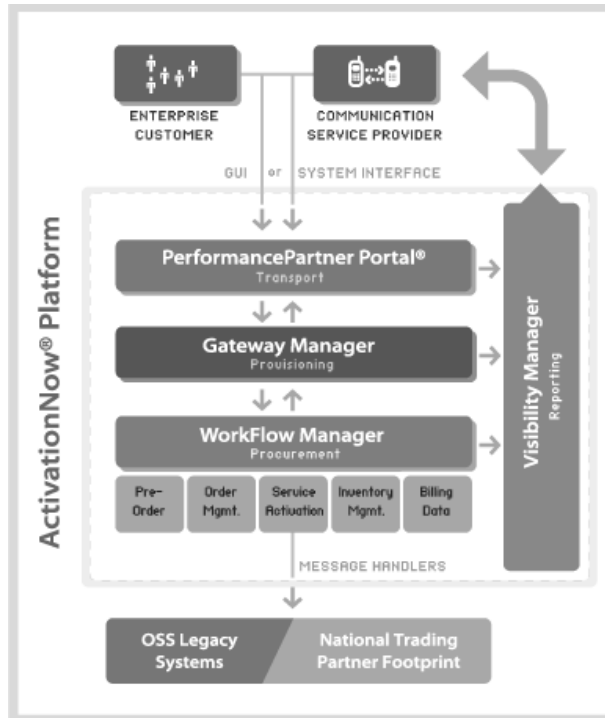 ENTERPRISE
CUSTOMER
COMMUNICATION
SERVICE PROVIDER
GUI or SYSTEM INTERFACE
ActivationNow® Platform
PerformancePartner Portal®
Transport
Gateway Manager
Provisioning
WorkFlow Manager
Procurement
Visibility Manager
Reporting
Pre-
Order
Order
Mgmt.
Service
Activation
Inventory
Mgmt.
Billing
Data
MESSAGE HANDLERS
OSS Legacy
Systems
National Trading
Partner Footprint